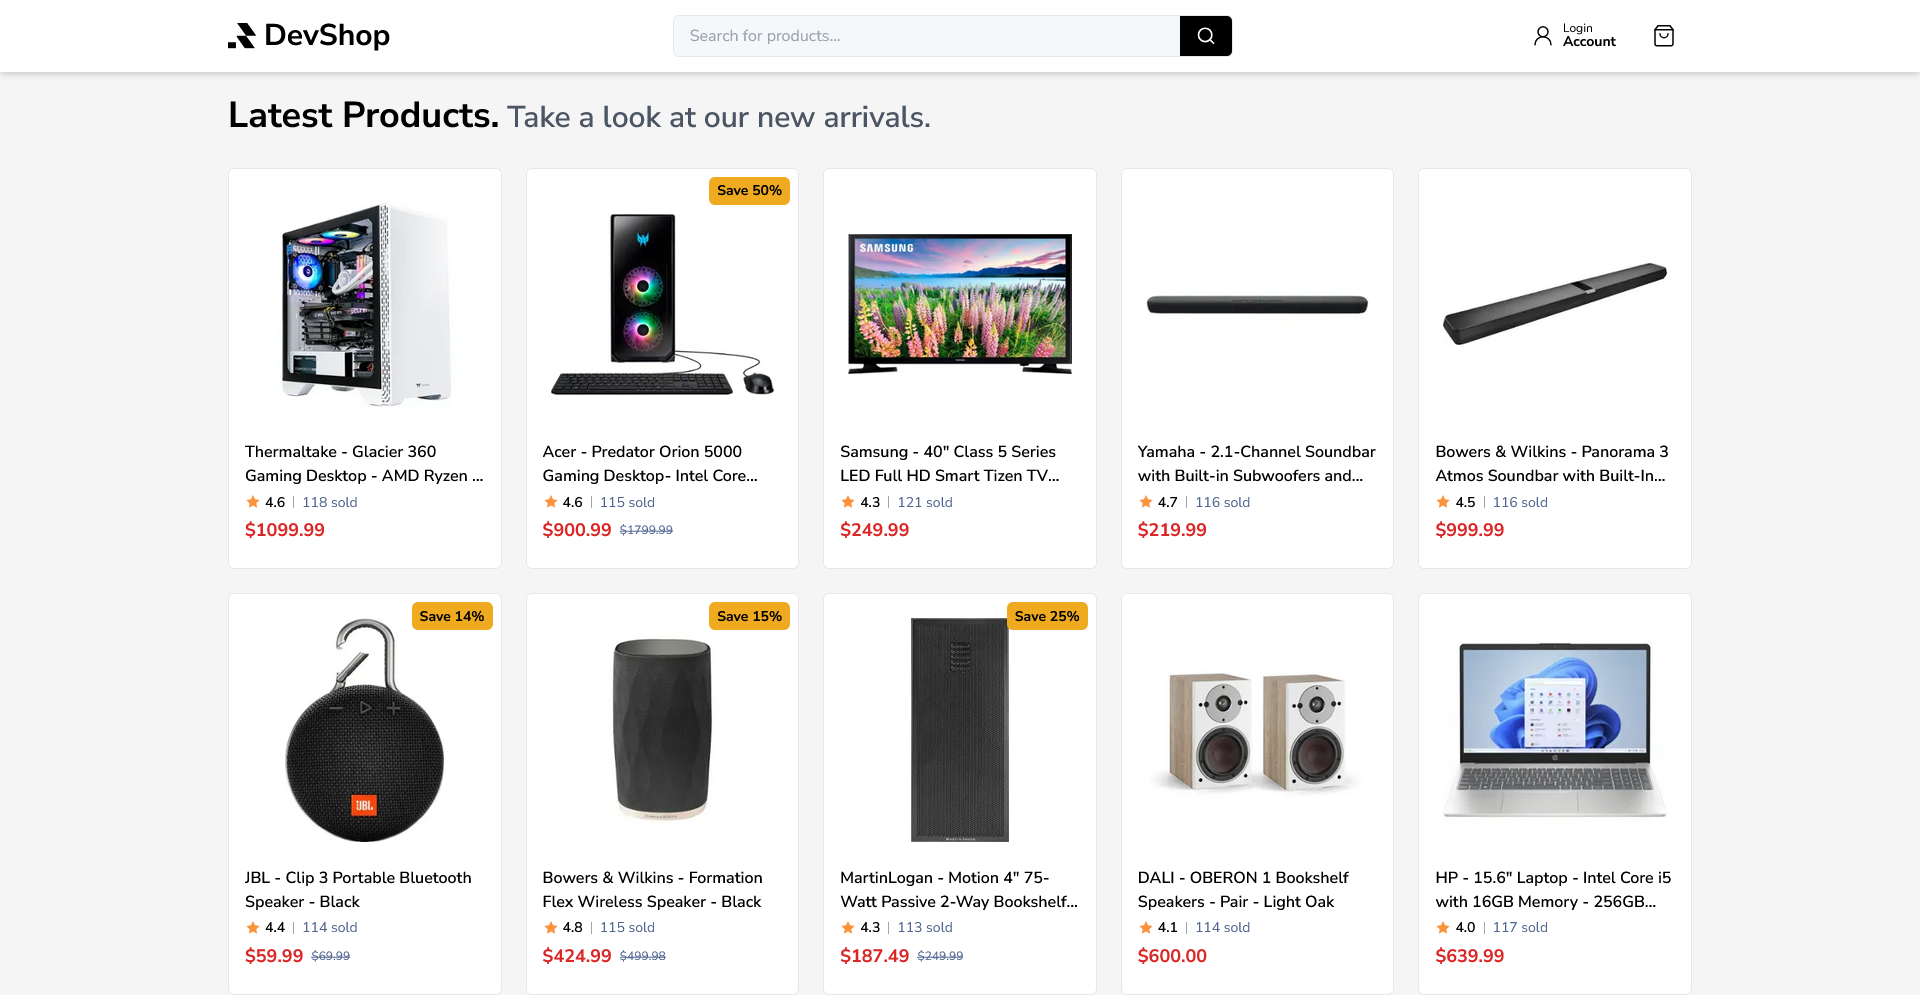 DevShop
Search for products...
Login
Account
Latest Products. Take a look at our new arrivals.
Save 50%
SAMSUNG
Thermaltake - Glacier 360
Gaming Desktop - AMD Ryzen ...
4.6 | 118 sold
$1099.99
Acer - Predator Orion 5000
Gaming Desktop- Intel Core...
4.6 | 115 sold
$900.99 $1799.99
Samsung - 40" Class 5 Series
LED Full HD Smart Tizen TV...
4.3 | 121 sold
$249.99
Yamaha - 2.1-Channel Soundbar
with Built-in Subwoofers and...
4.7 | 116 sold
$219.99
Bowers & Wilkins - Panorama 3
Atmos Soundbar with Built-In...
4.5 | 116 sold
$999.99
Save 14%
JBL
JBL - Clip 3 Portable Bluetooth
Speaker - Black
4.4 | 114 sold
$59.99 $69.99
Save 15%
Bowers & Wilkins - Formation
Flex Wireless Speaker - Black
4.8 | 115 sold
$424.99 $499.98
Save 25%
MartinLogan - Motion 4" 75-
Watt Passive 2-Way Bookshelf...
4.3 | 113 sold
$187.49 $249.99
DALI - OBERON 1 Bookshelf
Speakers - Pair - Light Oak
4.1 | 114 sold
$600.00
HP - 15.6" Laptop - Intel Core i5
with 16GB Memory - 256GB...
4.0 | 117 sold
$639.99